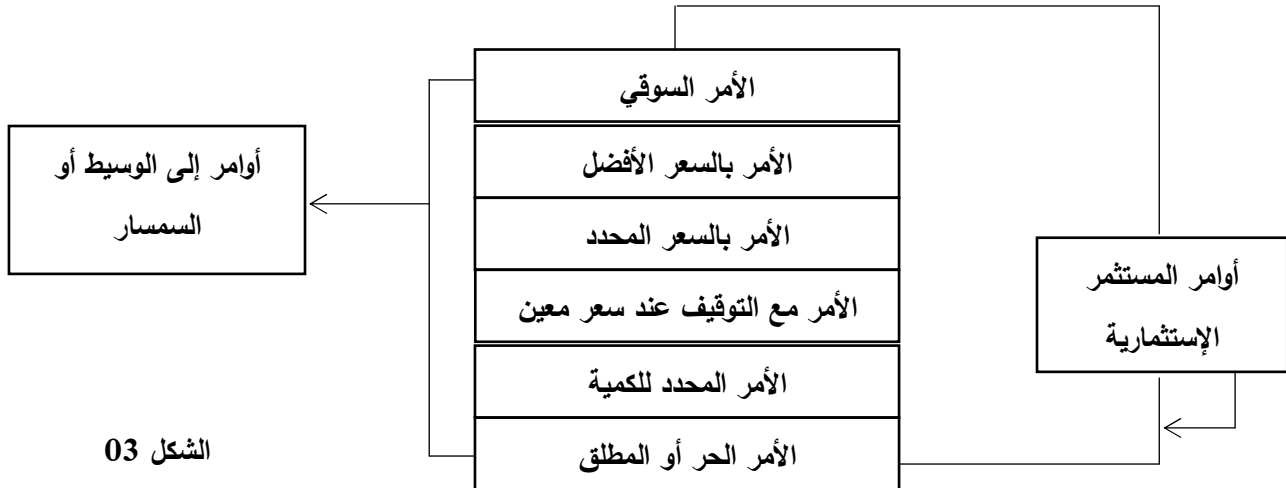 الأمر السوقي
الأمر بالسعر الأفضل
الأمر بالسعر المحدد
الأمر مع التوقيف عند سعر معين
الأمر المحدد للكمية
الأمر الحر أو المطلق
أوامر المستثمر
الإستثمارية
أوامر إلى الوسيط أو
السمسار
الشكل 03